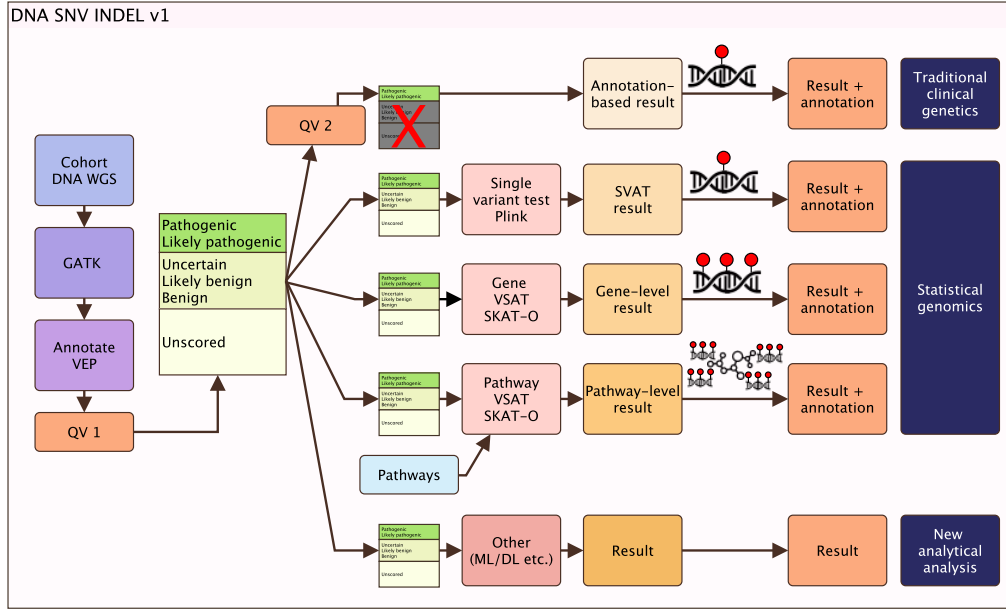 DNA SNV INDEL v1
Cohort
DNA WGS
GATK
Annotate
VEP
QV 1
Pathogenic
Likely pathogenic
Uncertain
Likely benign
Benign
Unscored
QV 2
Pathogenic
Likely pathogenic
Uncertain
Likely benign
Benign
Unscored
X
Annotation-
based result
Result +
annotation
Traditional
clinical
genetics
Pathogenic
Likely pathogenic
Uncertain
Likely benign
Benign
Unscored
Single
variant test
Plink
SVAT
result
Result +
annotation
Pathogenic
Likely pathogenic
Uncertain
Likely benign
Benign
Unscored
Gene
VSAT
SKAT-O
Gene-level
result
Result +
annotation
Statistical
genomics
Pathogenic
Likely pathogenic
Uncertain
Likely benign
Benign
Unscored
Pathway
VSAT
SKAT-O
Pathway-level
result
Result +
annotation
Pathways
Pathogenic
Likely pathogenic
Uncertain
Likely benign
Benign
Unscored
Other
(ML/DL etc.)
Result
Result
New
analytical
analysis